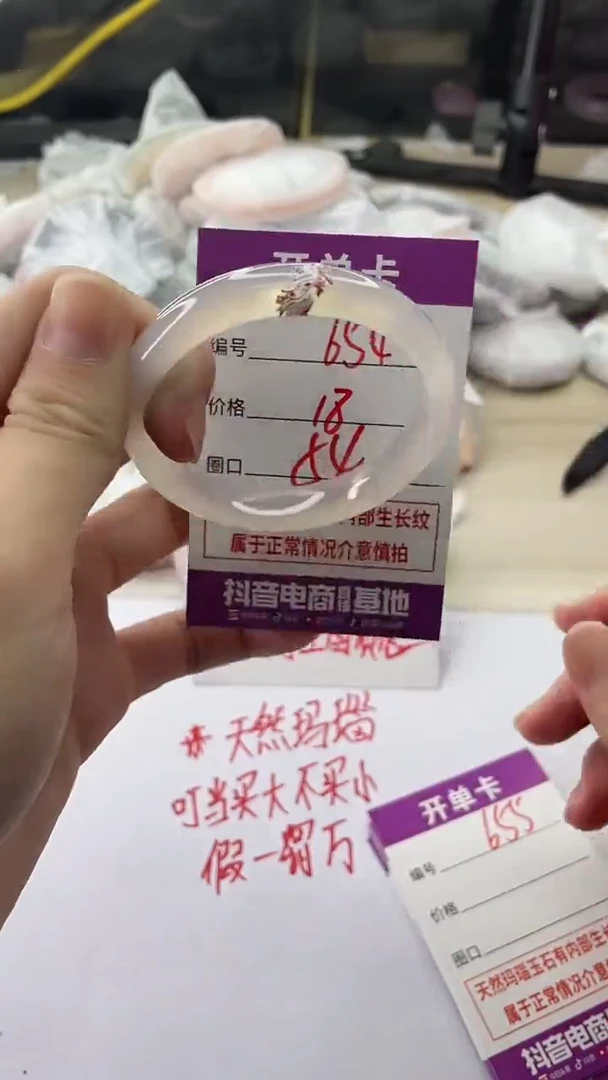 开单卡
编号 654
价格 18
圈口 54
内部生长纹
属于正常情况介意慎拍
抖音电商 基地
*天然玛瑙
叮当买大不买小
假一罚万
开单卡
编号 655
价格
圈口
天然玛瑙玉石有内部生长
属于正常情况介意慎
抖音电商